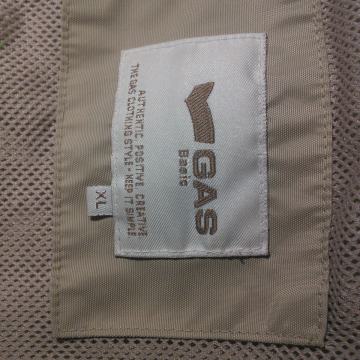 GAS
Basic
AUTHENTIC POSITIVE CREATIVE
THE GAS CLOTHING STYLE - KEEP IT SIMPLE
XL